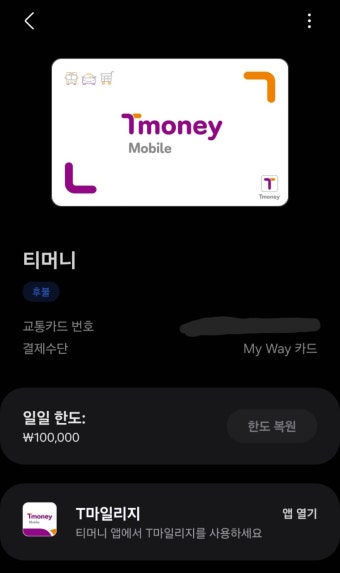 Tmoney
Mobile
Tmoney
티머니
후불
교통카드 번호
결제수단 My Way 카드
일일 한도:
₩100,000
한도 복원
Tmoney
Mobile
T마일리지
티머니 앱에서 T마일리지를 사용하세요
앱 열기